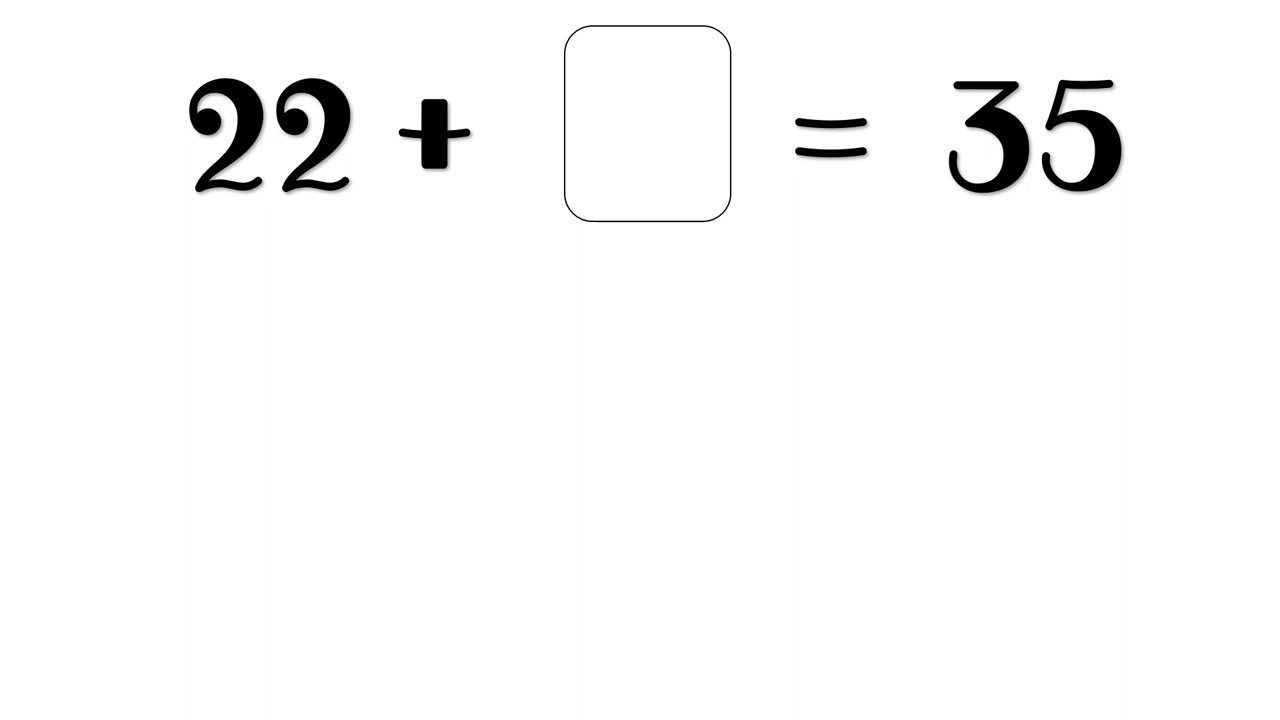 22 + = 35